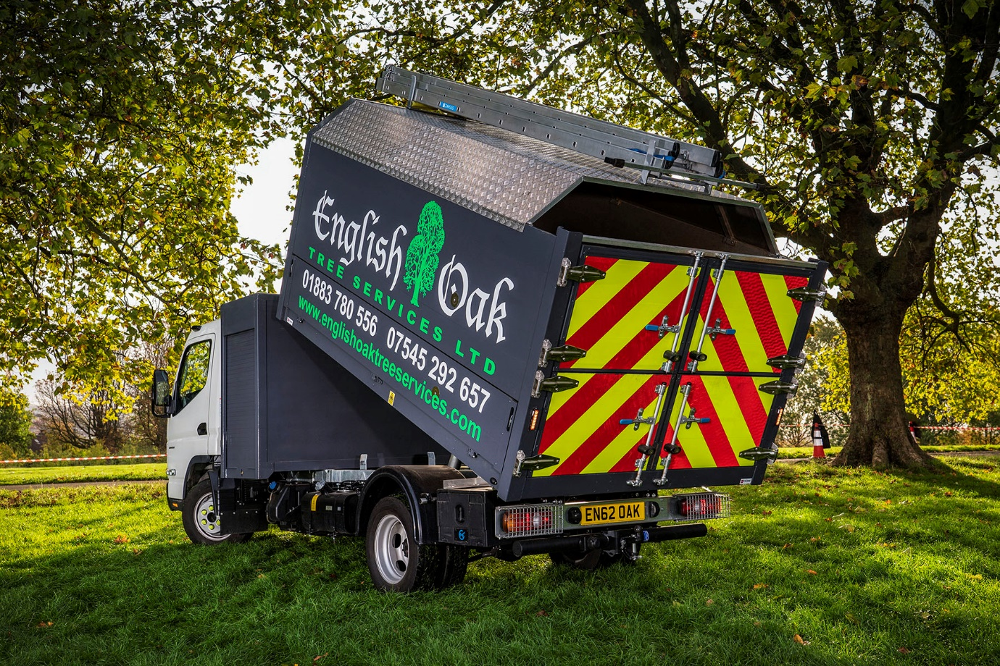 English Oak
TREE SERVICES LTD
01883 780 556 07545 292 657
www.englishoaktreeservices.com
EN62 OAK